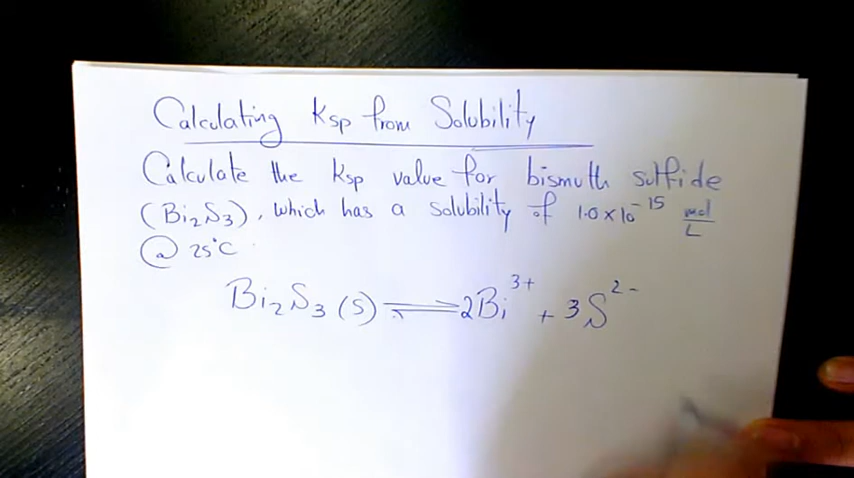 Calculating Ksp from Solubility
Calculate the Ksp value for bismuth sulfide
(Bi₂S₃), which has a solubility of 1.0×10⁻¹⁵ mol/L
@ 25°C
Bi₂S₃(s) ⇌ 2Bi³⁺ + 3S²⁻